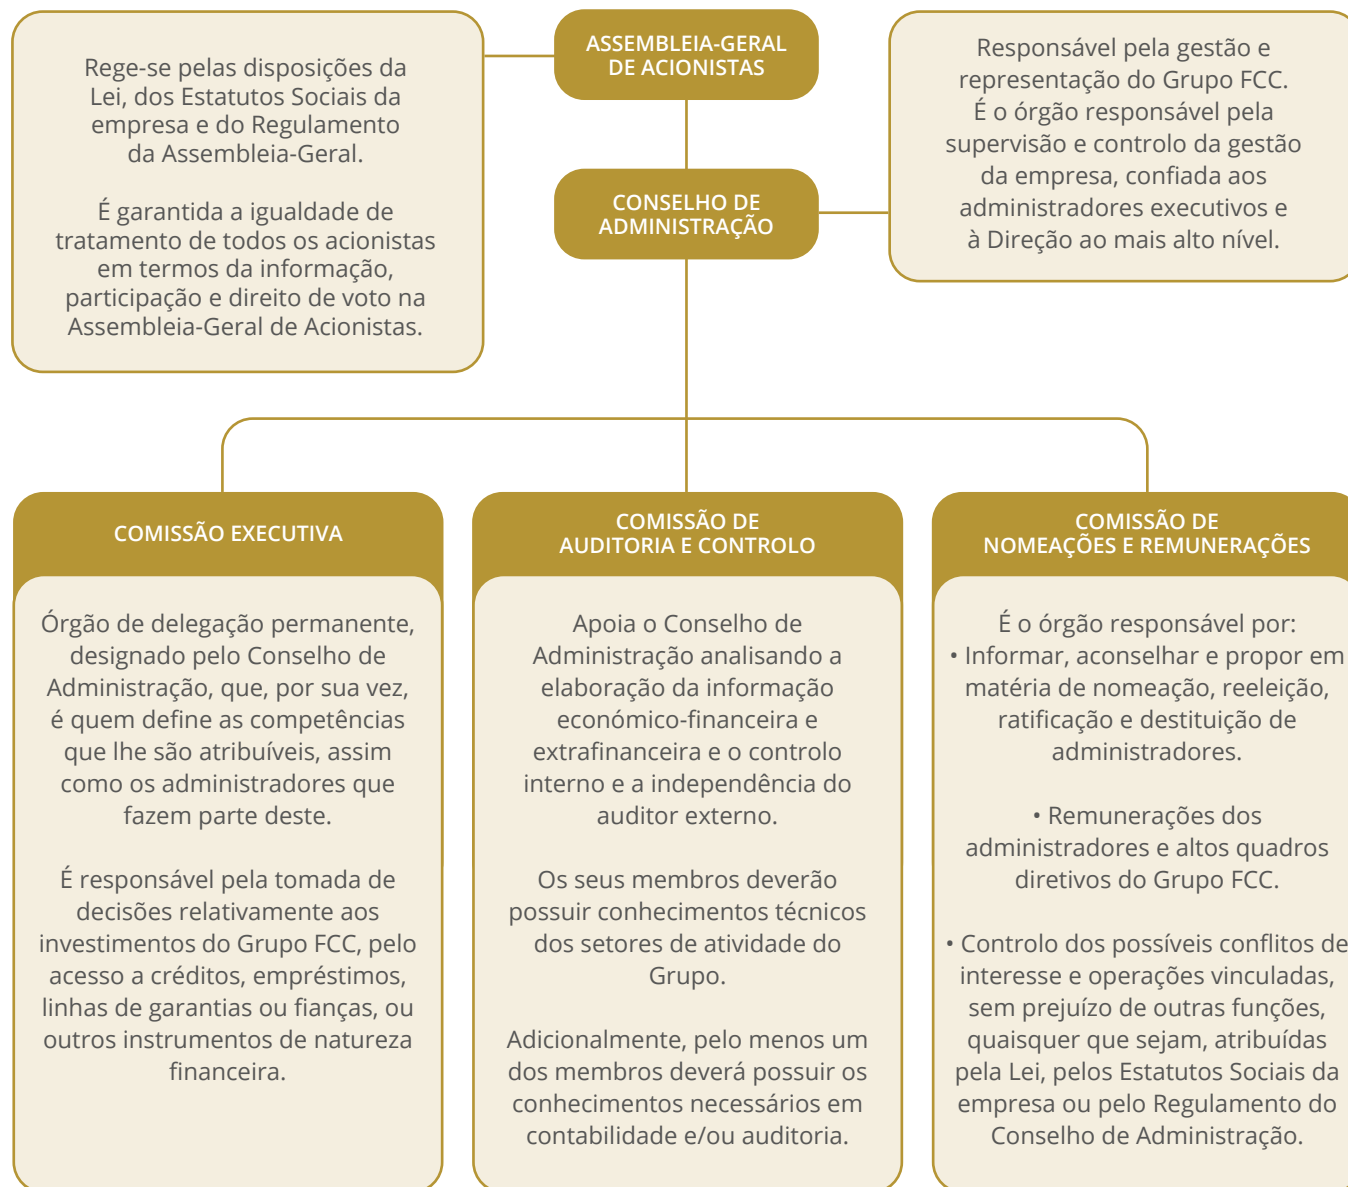 Rege-se pelas disposições da
Lei, dos Estatutos Sociais da
empresa e do Regulamento
da Assembleia-Geral.
É garantida a igualdade de
tratamento de todos os acionistas
em termos da informação,
participação e direito de voto na
Assembleia-Geral de Acionistas.
ASSEMBLEIA-GERAL
DE ACIONISTAS
CONSELHO DE
ADMINISTRAÇÃO
Responsável pela gestão e
representação do Grupo FCC.
É o órgão responsável pela
supervisão e controlo da gestão
da empresa, confiada aos
administradores executivos e
à Direção ao mais alto nível.
COMISSÃO EXECUTIVA
Órgão de delegação permanente,
designado pelo Conselho de
Administração, que, por sua vez,
é quem define as competências
que lhe são atribuíveis, assim
como os administradores que
fazem parte deste.
É responsável pela tomada de
decisões relativamente aos
investimentos do Grupo FCC, pelo
acesso a créditos, empréstimos,
linhas de garantias ou fianças, ou
outros instrumentos de natureza
financeira.
COMISSÃO DE
AUDITORIA E CONTROLO
Apoia o Conselho de
Administração analisando a
elaboração da informação
económico-financeira e
extrafinanceira e o controlo
interno e a independência do
auditor externo.
Os seus membros deverão
possuir conhecimentos técnicos
dos setores de atividade do
Grupo.
Adicionalmente, pelo menos um
dos membros deverá possuir os
conhecimentos necessários em
contabilidade e/ou auditoria.
COMISSÃO DE
NOMEAÇÕES E REMUNERAÇÕES
É o órgão responsável por:
• Informar, aconselhar e propor em
matéria de nomeação, reeleição,
ratificação e destituição de
administradores.
• Remunerações dos
administradores e altos quadros
diretivos do Grupo FCC.
• Controlo dos possíveis conflitos de
interesse e operações vinculadas,
sem prejuízo de outras funções,
quaisquer que sejam, atribuídas
pela Lei, pelos Estatutos Sociais da
empresa ou pelo Regulamento do
Conselho de Administração.